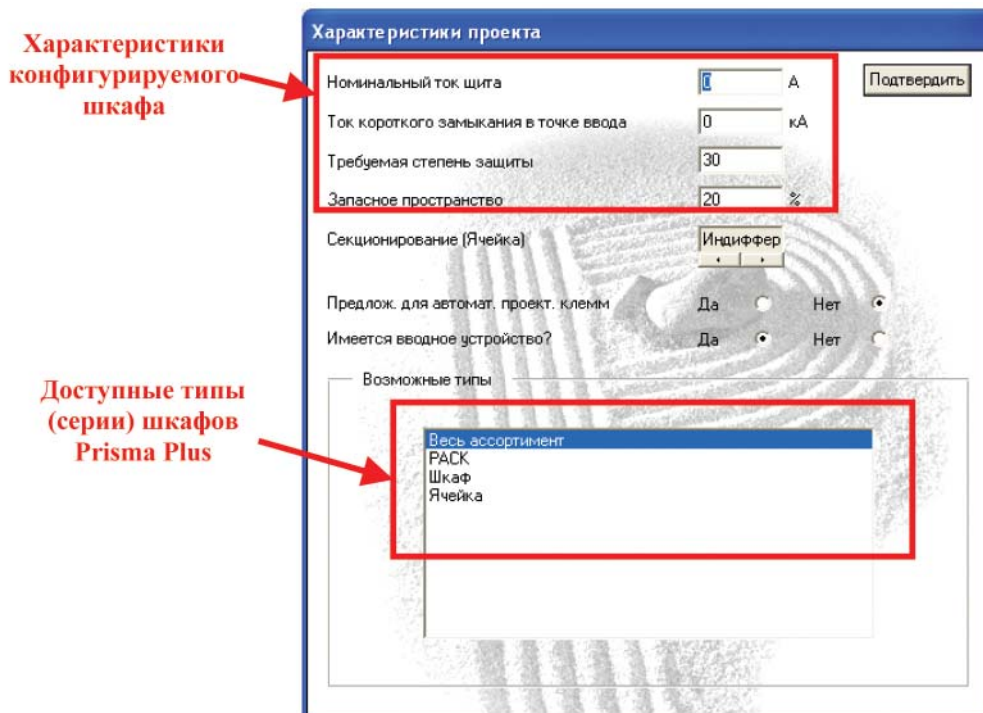 Характеристики проекта
Характеристики
конфигурируемого
шкафа
Номинальный ток щита 0 А
Подтвердить
Ток короткого замыкания в точке ввода 0 кА
Требуемая степень защиты 30
Запасное пространство 20 %
Секционирование (Ячейка) Индиффер
Предлож. для автомат. проект. клемм Да Нет
Имеется вводное устройство? Да Нет
Возможные типы
Доступные типы
(серии) шкафов
Prisma Plus
Весь ассортимент
PACK
Шкаф
Ячейка